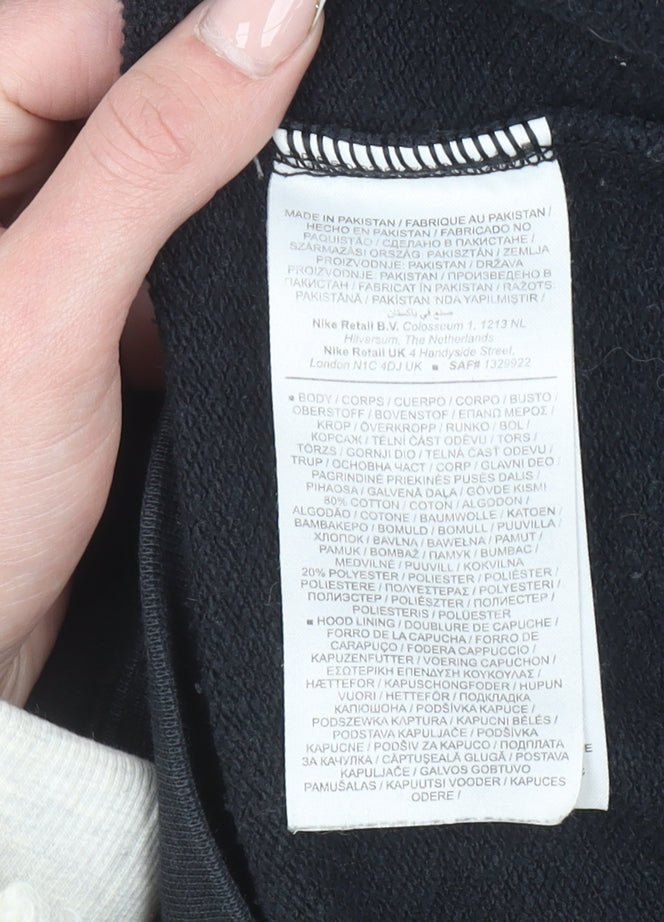 MADE IN PAKISTAN / FABRIQUE AU PAKISTAN /
HECHO EN PAKISTAN / FABRICADO NO
PAQUISTÃO / СДЕЛАНО В ПАКИСТАНЕ /
SZÁRMAZÁSI ORSZÁG: PAKISZTÁN / ZEMLJA
PROIZVODNJE: PAKISTAN / DRŽAVA
PROIZVODNJE: PAKISTAN / ПРОИЗВЕДЕНО В
ПАКИСТАН / FABRICAT ÎN PAKISTAN / RAŽOTS:
PAKISTĀNĀ / PAKİSTAN 'NDA YAPILMIŞTIR /
صنع في باكستان
Nike Retail B.V. Colosseum 1, 1213 NL
Hilversum, The Netherlands
Nike Retail UK 4 Handyside Street,
London N1C 4DJ UK ■ SAF# 1329922
■ BODY / CORPS / CUERPO / CORPO / BUSTO /
OBERSTOFF / BOVENSTOF / ΕΠΑΝΩ ΜΕΡΟΣ /
KROP / ÖVERKROPP / RUNKO / BOL /
КОРСАЖ / TĚLNÍ ČÁST ODĚVU / TORS /
TÖRZS / GORNJI DIO / TELNÁ ČASŤ ODEVU /
TRUP / ОСНОВНА ЧАСТ / CORP / GLAVNI DEO /
PAGRINDINĖ PRIEKINĖS PUSĖS DALIS /
PIHAOSA / GALVENĀ DAĻA / GÖVDE KISMI
80% COTTON / COTON / ALGODON /
ALGODÃO / COTONE / BAUMWOLLE / KATOEN /
ΒΑΜΒΑΚΕΡΟ / BOMULD / BOMULL / PUUVILLA /
ХЛОПОК / BAVLNA / BAWEŁNA / PAMUT /
PAMUK / BOMBAŽ / ПАМУК / BUMBAC /
MEDVILNĖ / PUUVILL / KOKVILNA
20% POLYESTER / POLIESTER / POLIÉSTER /
POLIESTERE / ΠΟΛΥΕΣΤΕΡΑΣ / POLYESTERI /
ПОЛИЭСТЕР / POLIÉSZTER / ПОЛИЕСТЕР /
POLIESTERIS / POLÜESTER
■ HOOD LINING / DOUBLURE DE CAPUCHE /
FORRO DE LA CAPUCHA / FORRO DE
CARAPUÇO / FODERA CAPPUCCIO /
KAPUZENFUTTER / VOERING CAPUCHON /
ΕΣΩΤΕΡΙΚΗ ΕΠΕΝΔΥΣΗ ΚΟΥΚΟΥΛΑΣ /
HÆTTEFÓR / KAPUSCHONGFODER / HUPUN
VUORI / HETTEFÔR / ПОДКЛАДКА
КАПЮШОНА / PODŠÍVKA KAPUCE /
PODSZEWKA KAPTURA / KAPUCNI BÉLÉS /
PODSTAVA KAPULJAČE / PODŠÍVKA
KAPUCNE / PODŠIV ZA KAPUCO / ПОДПЛАТА
ЗА КАЧУЛКА / CĂPTUŞEALĂ GLUGĂ / POSTAVA
KAPULJAČE / GALVOS GOBTUVO
PAMUŠALAS / KAPUUTSI VOODER / KAPUCES
ODERE /